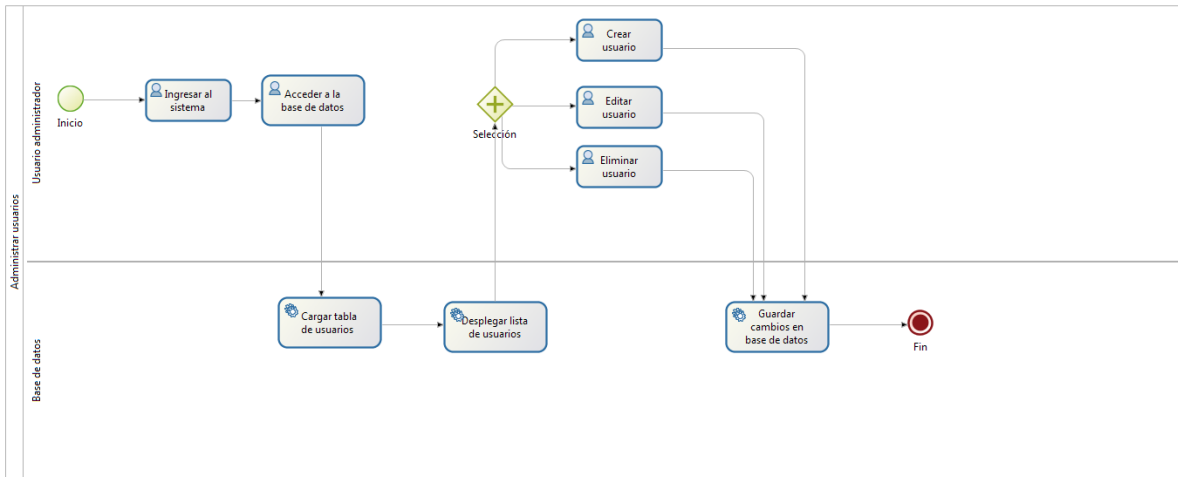 Administrar usuarios
Usuario administrador
Inicio
Ingresar al
sistema
Acceder a la
base de datos
Selección
Crear
usuario
Editar
usuario
Eliminar
usuario
Base de datos
Cargar tabla
de usuarios
Desplegar lista
de usuarios
Guardar
cambios en
base de datos
Fin